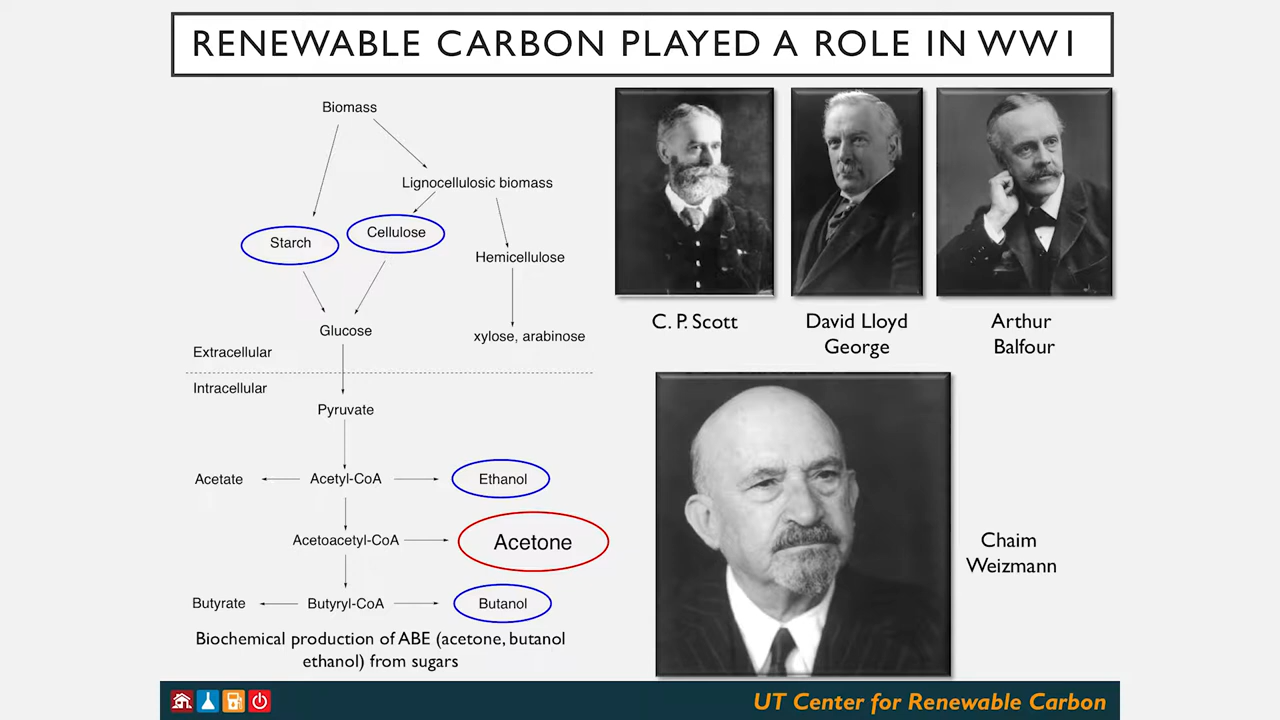 RENEWABLE CARBON PLAYED A ROLE IN WW1
Biomass
Lignocellulosic biomass
Starch
Cellulose
Hemicellulose
Glucose
xylose, arabinose
Extracellular
Intracellular
Pyruvate
Acetate
Acetyl-CoA
Ethanol
Acetoacetyl-CoA
Acetone
Butyrate
Butyryl-CoA
Butanol
Biochemical production of ABE (acetone, butanol
ethanol) from sugars
C. P. Scott
David Lloyd
George
Arthur
Balfour
Chaim
Weizmann
UT Center for Renewable Carbon